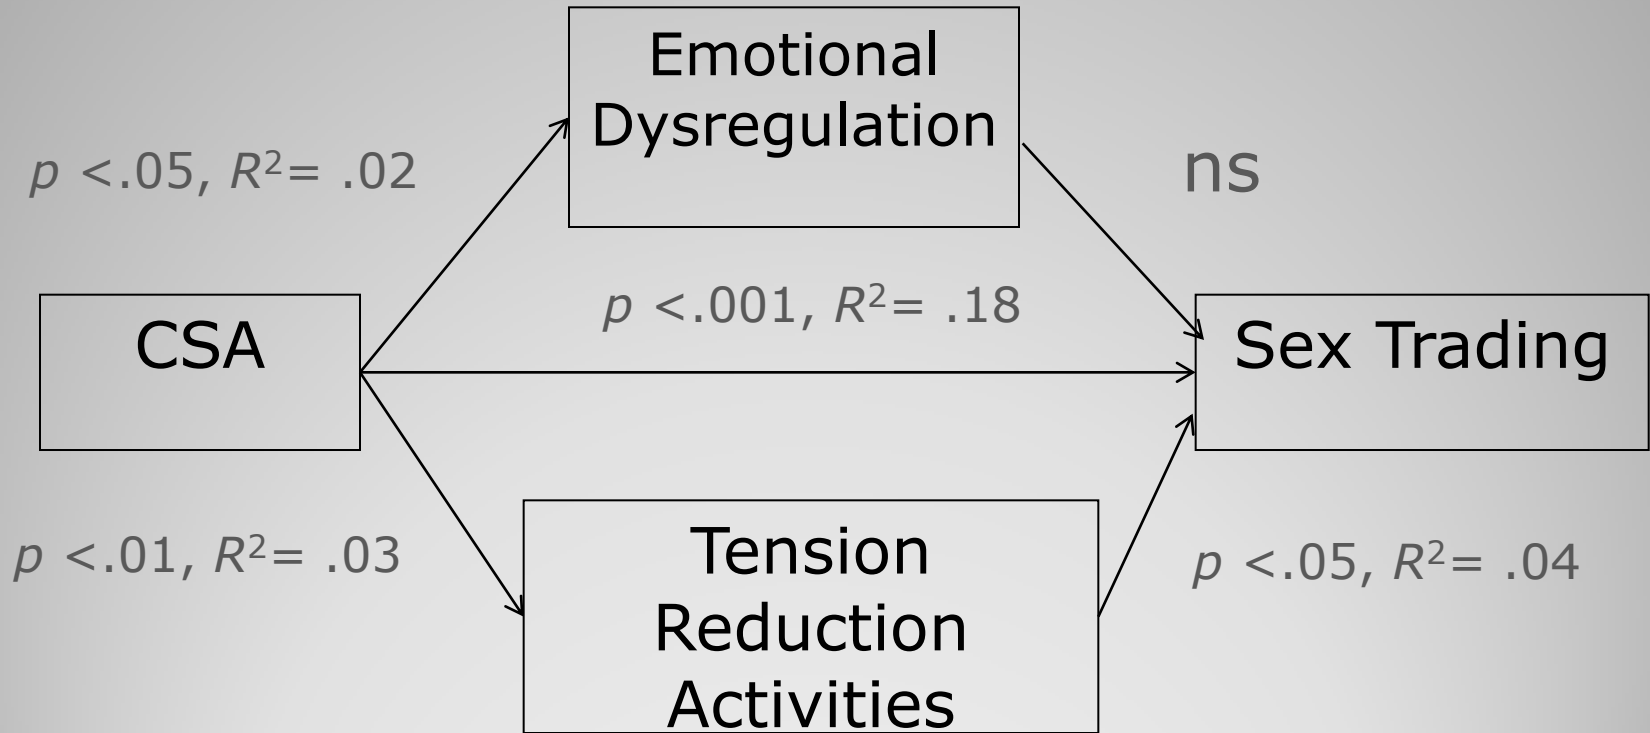 Emotional
Dysregulation
p <.05, R²= .02
ns
p <.001, R²= .18
CSA
Sex Trading
p <.01, R²= .03
Tension
Reduction
Activities
p <.05, R²= .04